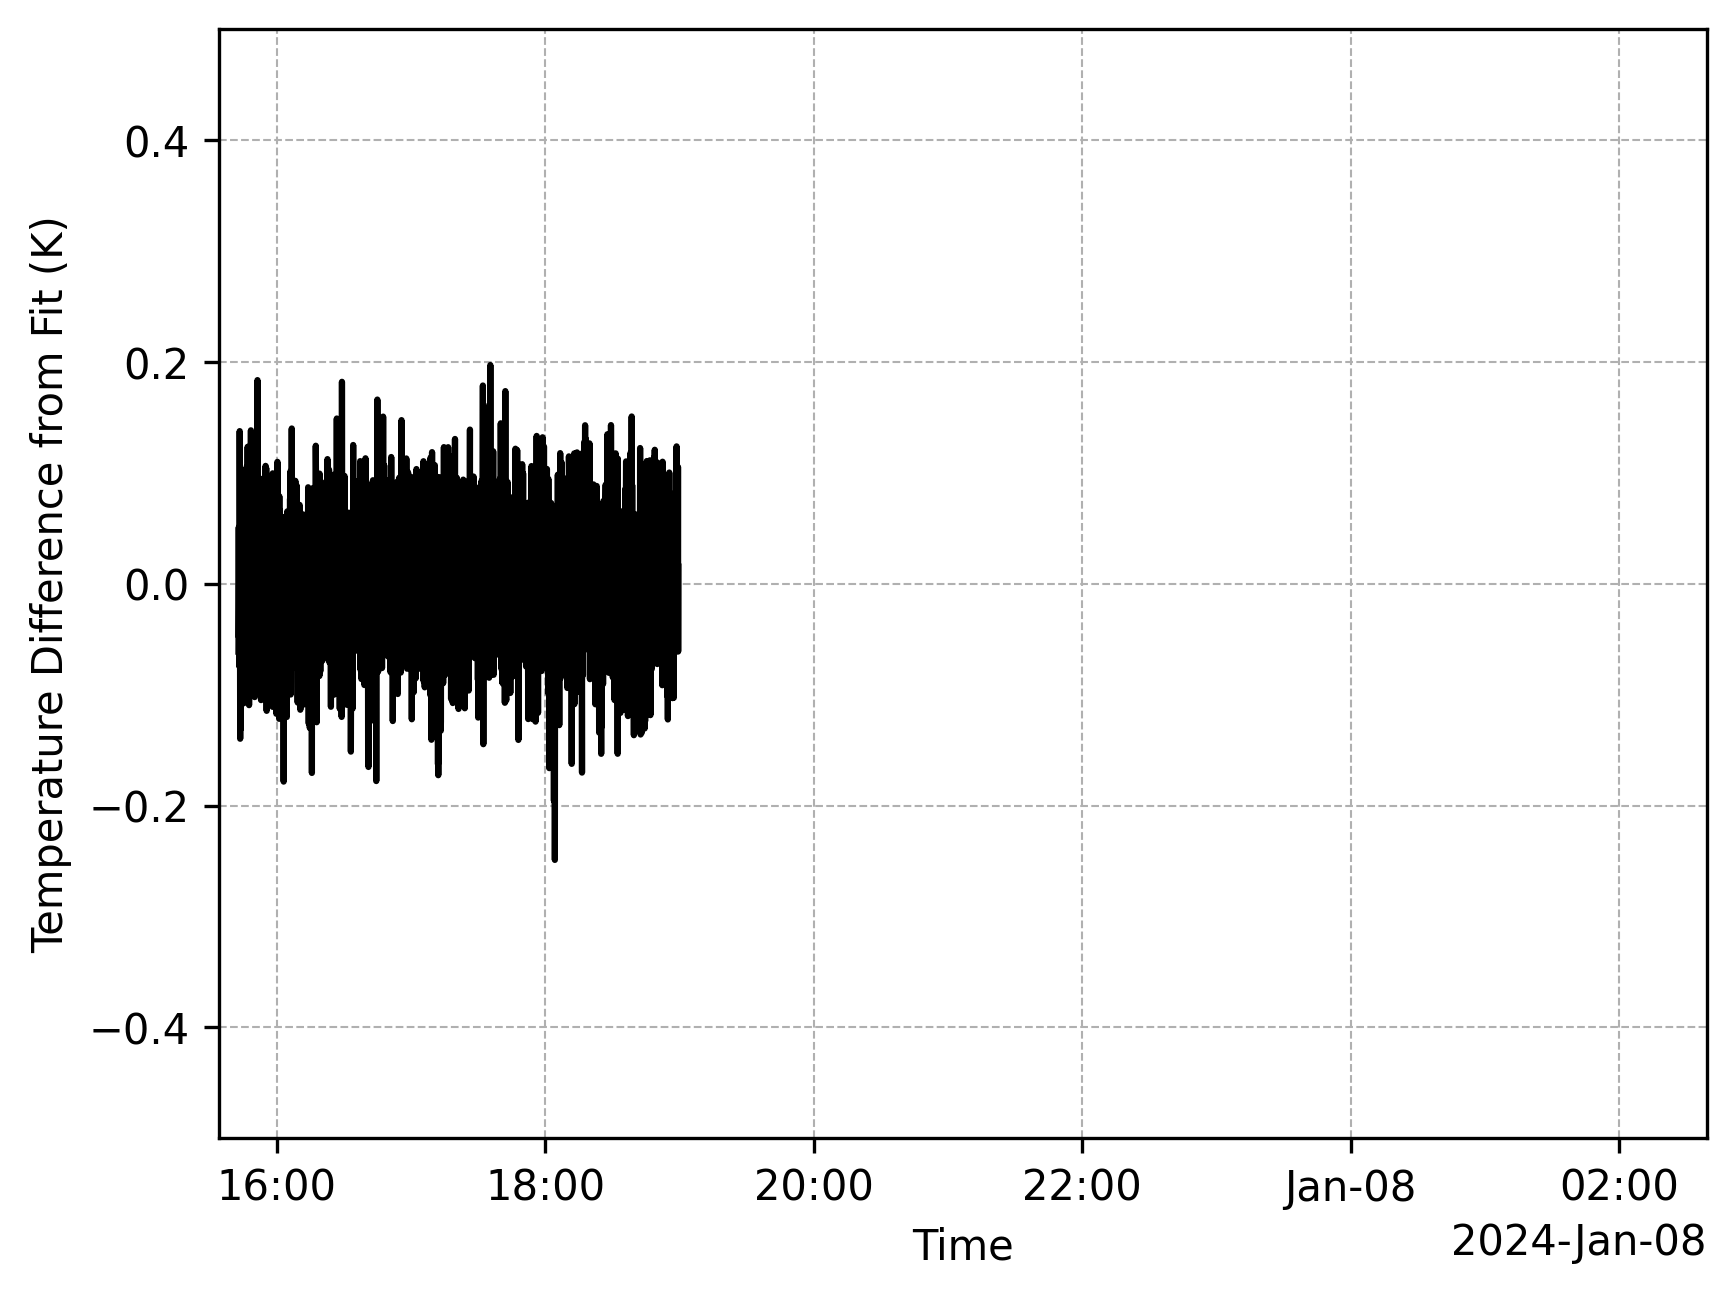 Temperature Difference from Fit (K)
0.4
0.2
0.0
−0.2
−0.4
16:00 18:00 20:00 22:00 Jan-08 02:00
Time
2024-Jan-08